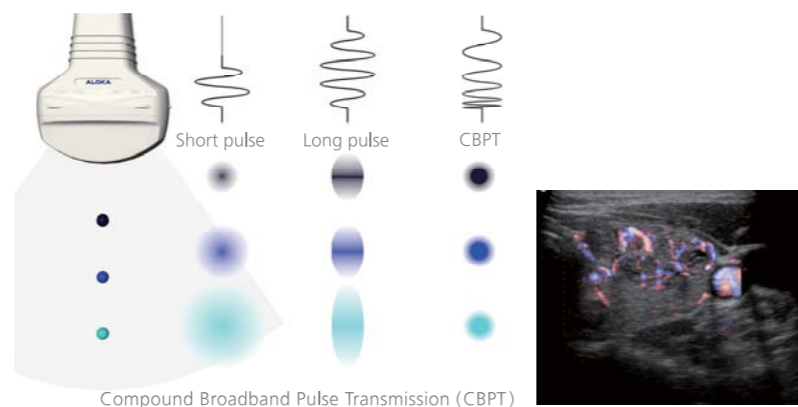 ALOKA
Short pulse
Long pulse
CBPT
Compound Broadband Pulse Transmission (CBPT)